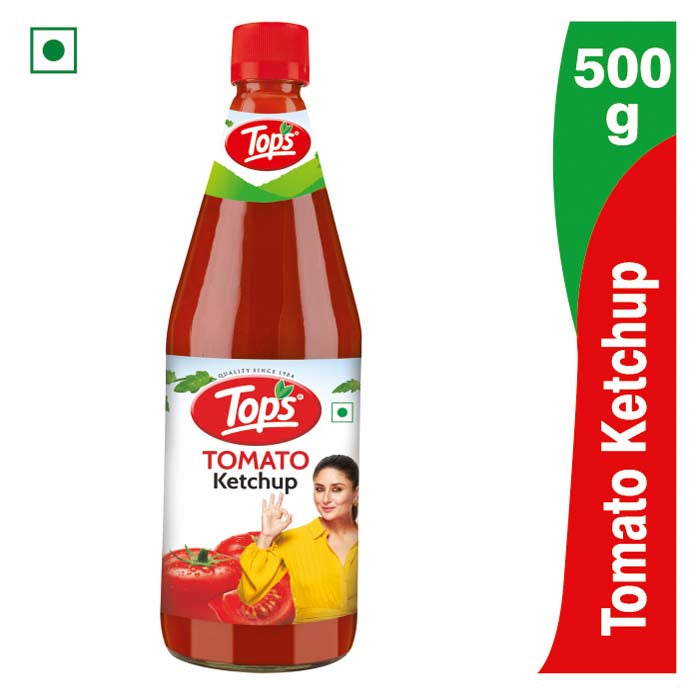 Tops
QUALITY SINCE 1984
Tops
TOMATO
Ketchup
500
g
Tomato Ketchup